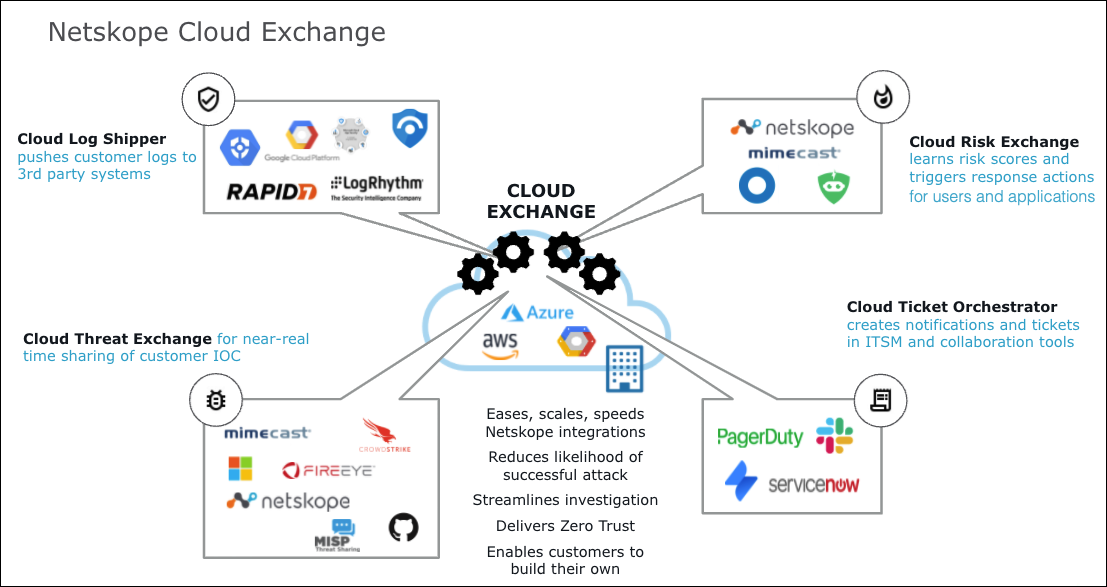 Netskope Cloud Exchange
Cloud Log Shipper
pushes customer logs to
3rd party systems
Google Cloud Platform
RAPID7
LogRhythm
The Security Intelligence Company
CLOUD
EXCHANGE
netskope
mimecast
Cloud Risk Exchange
learns risk scores and
triggers response actions
for users and applications
Azure
aws
Cloud Threat Exchange for near-real
time sharing of customer IOC
mimecast
CROWDSTRIKE
FIREEYE
netskope
MISP
Threat Sharing
Cloud Ticket Orchestrator
creates notifications and tickets
in ITSM and collaboration tools
PagerDuty
servicenow
Eases, scales, speeds
Netskope integrations
Reduces likelihood of
successful attack
Streamlines investigation
Delivers Zero Trust
Enables customers to
build their own